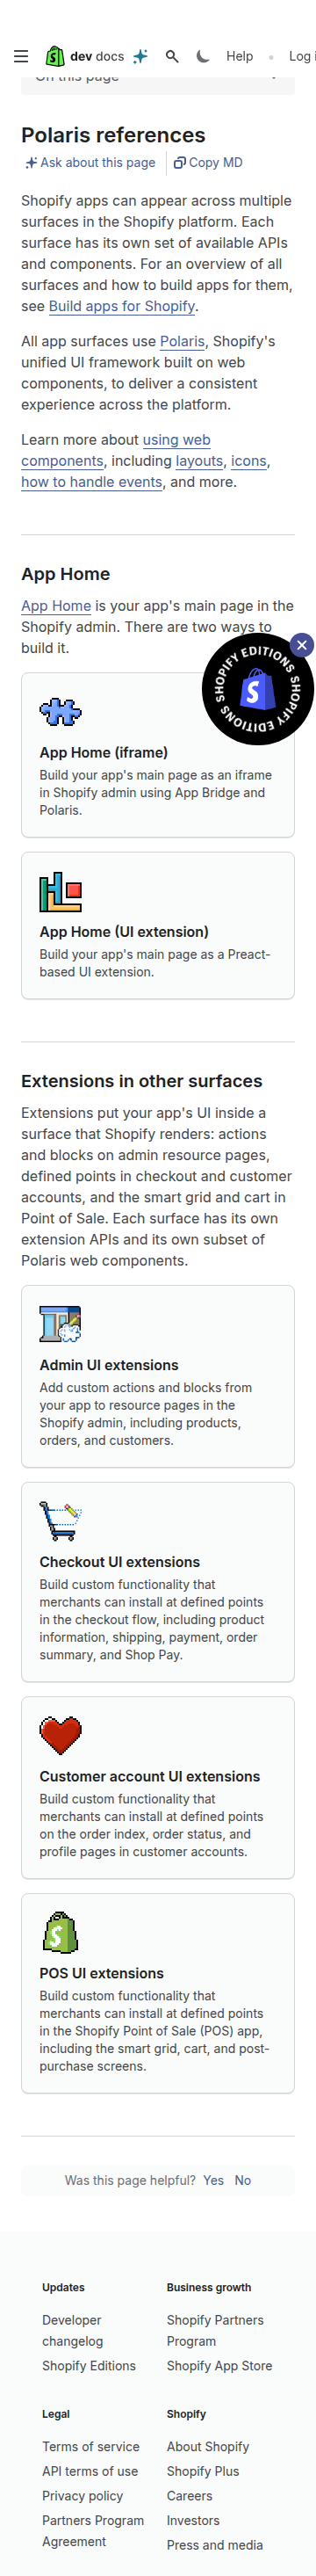 dev docs Help Log i
On this page
Polaris references
Ask about this page Copy MD
Shopify apps can appear across multiple
surfaces in the Shopify platform. Each
surface has its own set of available APIs
and components. For an overview of all
surfaces and how to build apps for them,
see Build apps for Shopify.
All app surfaces use Polaris, Shopify's
unified UI framework built on web
components, to deliver a consistent
experience across the platform.
Learn more about using web
components, including layouts, icons,
how to handle events, and more.
App Home
App Home is your app's main page in the
Shopify admin. There are two ways to
build it.
SHOPIFY EDITIONS SHOPIFY EDITIONS
App Home (iframe)
Build your app's main page as an iframe
in Shopify admin using App Bridge and
Polaris.
App Home (UI extension)
Build your app's main page as a Preact-
based UI extension.
Extensions in other surfaces
Extensions put your app's UI inside a
surface that Shopify renders: actions
and blocks on admin resource pages,
defined points in checkout and customer
accounts, and the smart grid and cart in
Point of Sale. Each surface has its own
extension APIs and its own subset of
Polaris web components.
Admin UI extensions
Add custom actions and blocks from
your app to resource pages in the
Shopify admin, including products,
orders, and customers.
Checkout UI extensions
Build custom functionality that
merchants can install at defined points
in the checkout flow, including product
information, shipping, payment, order
summary, and Shop Pay.
Customer account UI extensions
Build custom functionality that
merchants can install at defined points
on the order index, order status, and
profile pages in customer accounts.
POS UI extensions
Build custom functionality that
merchants can install at defined points
in the Shopify Point of Sale (POS) app,
including the smart grid, cart, and post-
purchase screens.
Was this page helpful? Yes No
Updates
Developer
changelog
Shopify Editions
Business growth
Shopify Partners
Program
Shopify App Store
Legal
Terms of service
API terms of use
Privacy policy
Partners Program
Agreement
Shopify
About Shopify
Shopify Plus
Careers
Investors
Press and media